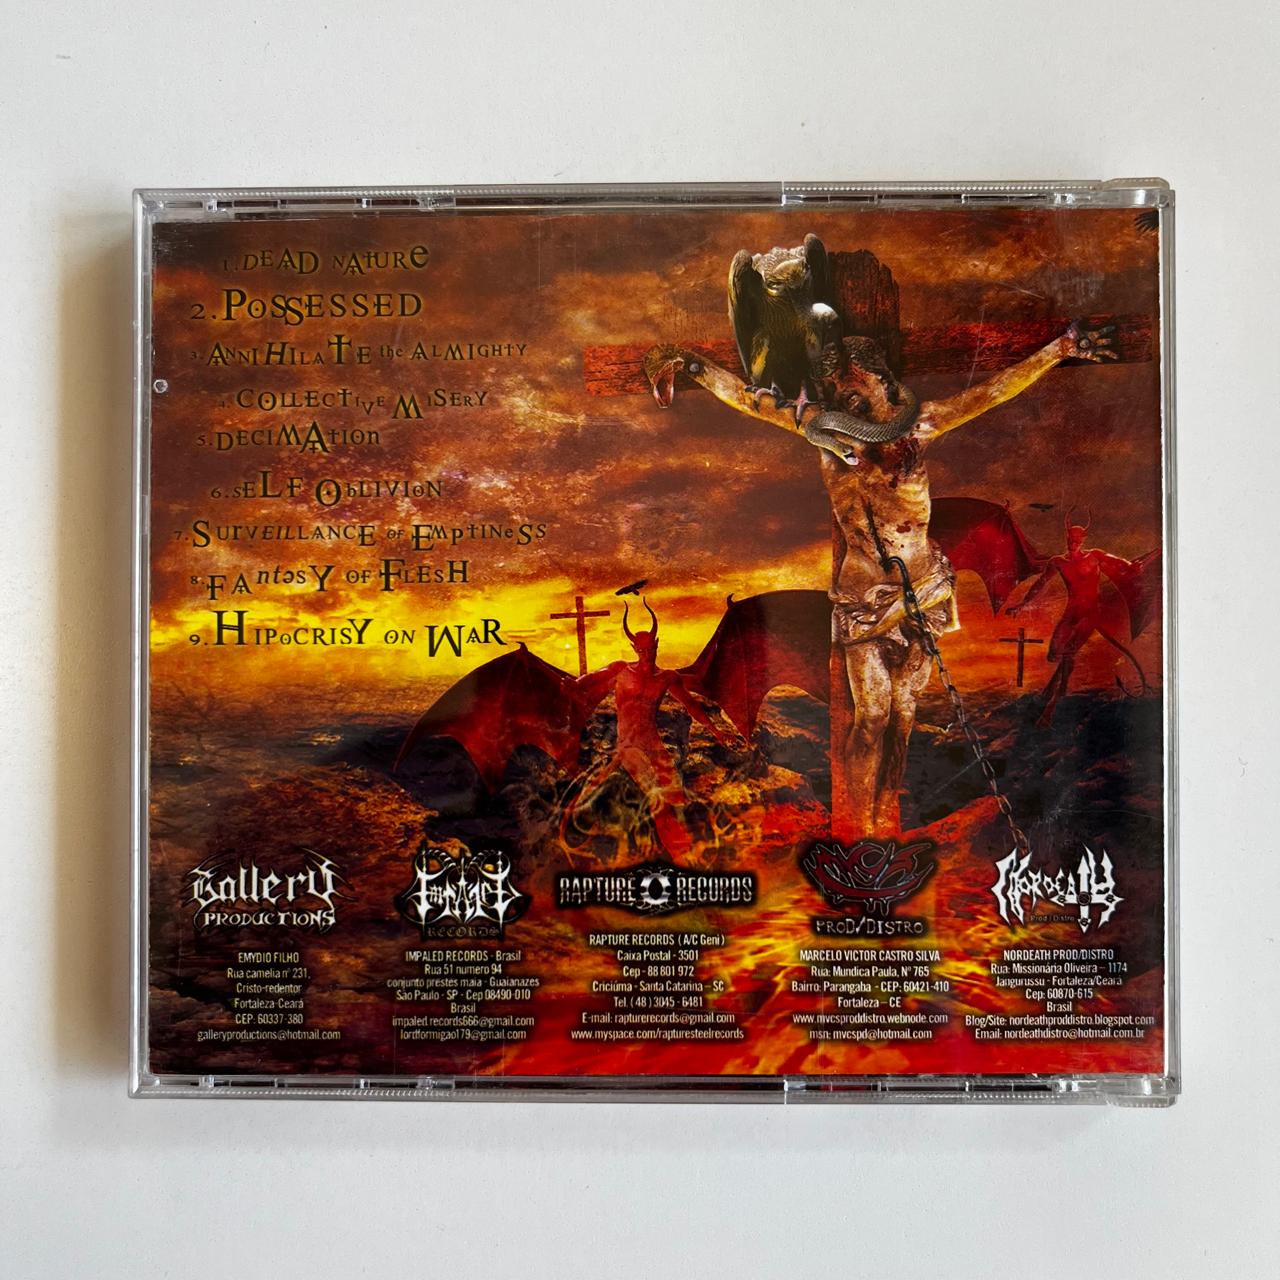 1. DEAD NATURE
2. POSSESSED
3. ANNIHILATE the ALMIGHTY
4. COLLECTIVE MISERY
5. DECIMATION
6. SELF OBLIVION
7. SURVEILLANCE OF EMPTINESS
8. FANTASY OF FLESH
9. HIPOCRISY ON WAR
Gallery
PRODUCTIONS
EMYDIO FILHO
Rua camelia nº 231,
Cristo-redentor
Fortaleza-Ceará
CEP. 60337-380
galleryproductions@hotmail.com
IMPALED
RECORDS
IMPALED RECORDS - Brasil
Rua 51 numero 94
conjunto prestes maia - Guaianazes
São Paulo - SP - Cep 08490-010
Brasil
impaled.records666@gmail.com
lordformigao179@gmail.com
RAPTURE RECORDS
RAPTURE RECORDS (A/C Geni)
Caixa Postal - 3501
Cep - 88 801 972
Criciúma - Santa Catarina – SC
Tel. (48) 3045 - 6481
E-mail: rapturerecords@gmail.com
www.myspace.com/rapturesteelrecords
MVCS
PROD/DISTRO
MARCELO VICTOR CASTRO SILVA
Rua: Mundica Paula, Nº 765
Bairro: Parangaba - CEP: 60421-410
Fortaleza – CE
www.mvcsproddistro.webnode.com
msn: mvcspd@hotmail.com
NORDEATH
Prod / Distro
NORDEATH PROD/DISTRO
Rua: Missionária Oliveira – 1174
Jangurussu - Fortaleza/Ceará
Cep: 60870-615
Brasil
Blog/Site: nordeathproddistro.blogspot.com
Email: nordeathdistro@hotmail.com.br